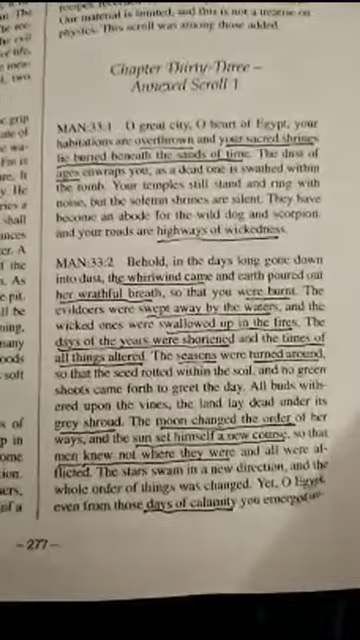 recipes
Our material is limited, and this is not a treatise on
physics. This scroll was among those added.
Chapter Thirty-Three –
Annexed Scroll 1
MAN:33:1 O great city, O heart of Egypt, your
habitations are overthrown and your sacred shrines
lie buried beneath the sands of time. The dust of
ages enwraps you, as a dead one is swathed within
the tomb. Your temples still stand and ring with
noise, but the solemn shrines are silent. They have
become an abode for the wild dog and scorpion,
and your roads are highways of wickedness.
MAN:33:2 Behold, in the days long gone down
into dust, the whirlwind came and earth poured out
her wrathful breath, so that you were burnt. The
evildoers were swept away by the waters, and the
wicked ones were swallowed up in the fires. The
days of the years were shortened and the times of
all things altered. The seasons were turned around,
so that the seed rotted within the soil, and no green
shoots came forth to greet the day. All buds with-
ered upon the vines, the land lay dead under its
grey shroud. The moon changed the order of her
ways, and the sun set himself a new course, so that
men knew not where they were and all were af-
flicted. The stars swam in a new direction, and the
whole order of things was changed. Yet, O Egypt,
even from those days of calamity you emerged
–277–